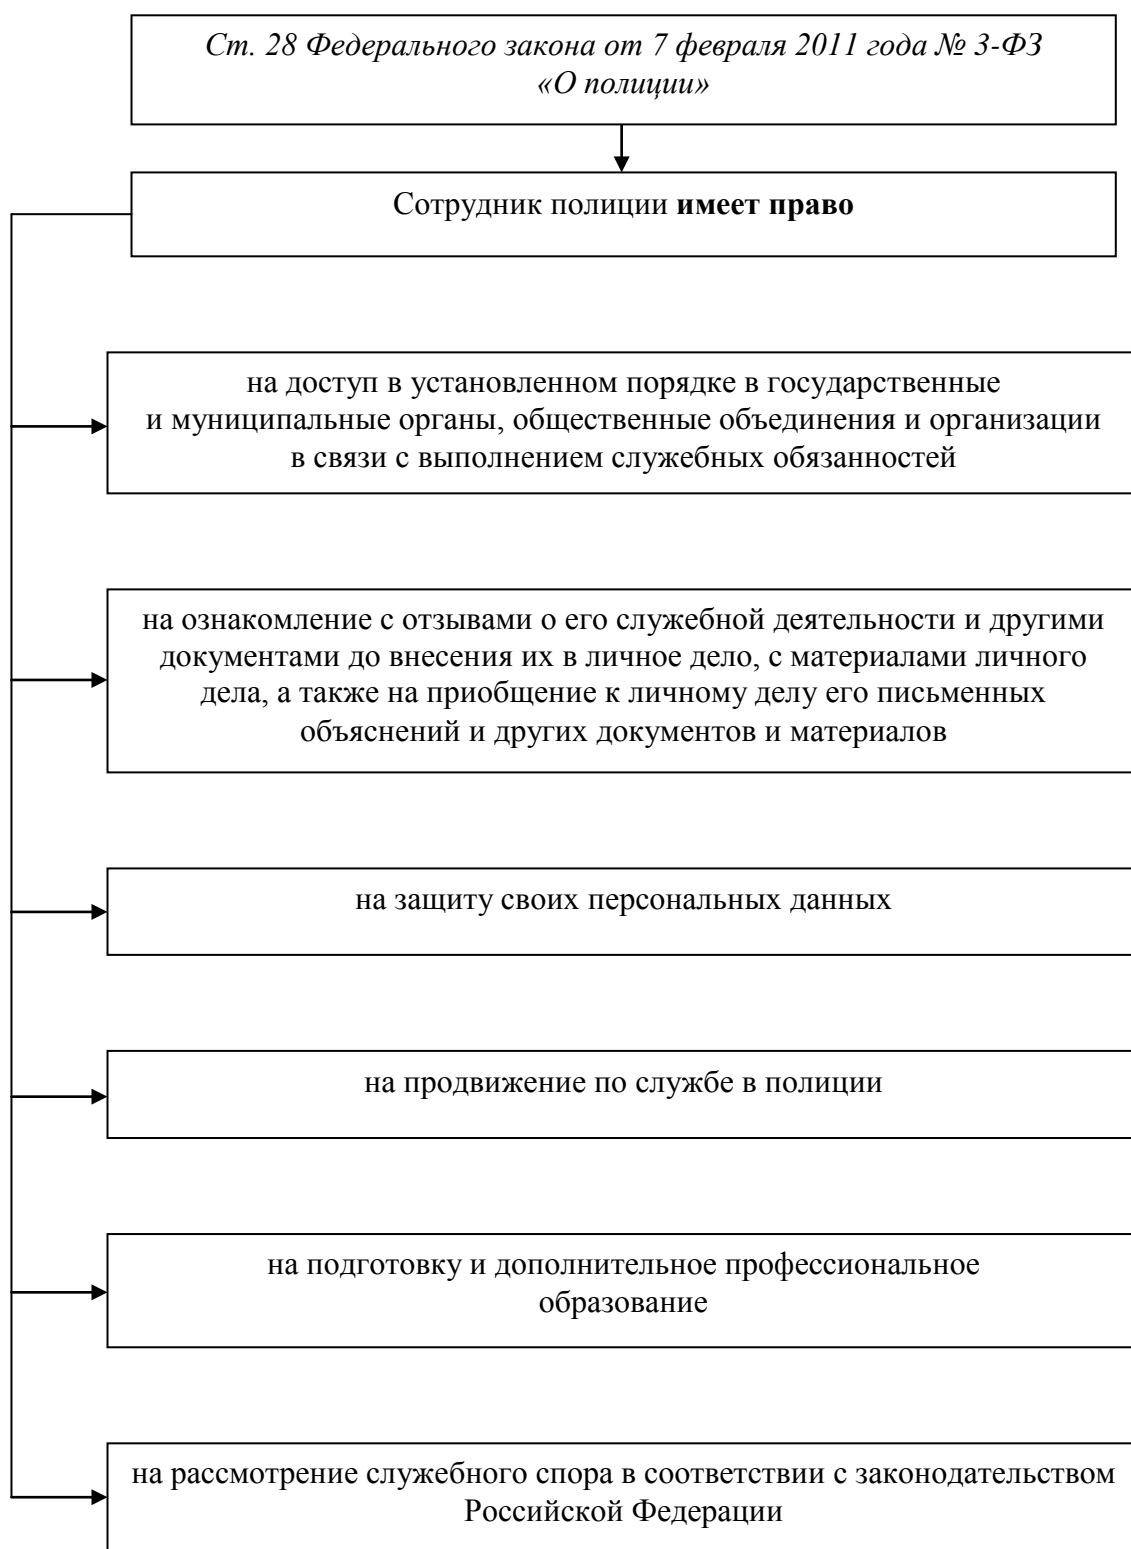 Ст. 28 Федерального закона от 7 февраля 2011 года № 3-ФЗ
«О полиции»
Сотрудник полиции имеет право
на доступ в установленном порядке в государственные
и муниципальные органы, общественные объединения и организации
в связи с выполнением служебных обязанностей
на ознакомление с отзывами о его служебной деятельности и другими
документами до внесения их в личное дело, с материалами личного
дела, а также на приобщение к личному делу его письменных
объяснений и других документов и материалов
на защиту своих персональных данных
на продвижение по службе в полиции
на подготовку и дополнительное профессиональное
образование
на рассмотрение служебного спора в соответствии с законодательством
Российской Федерации